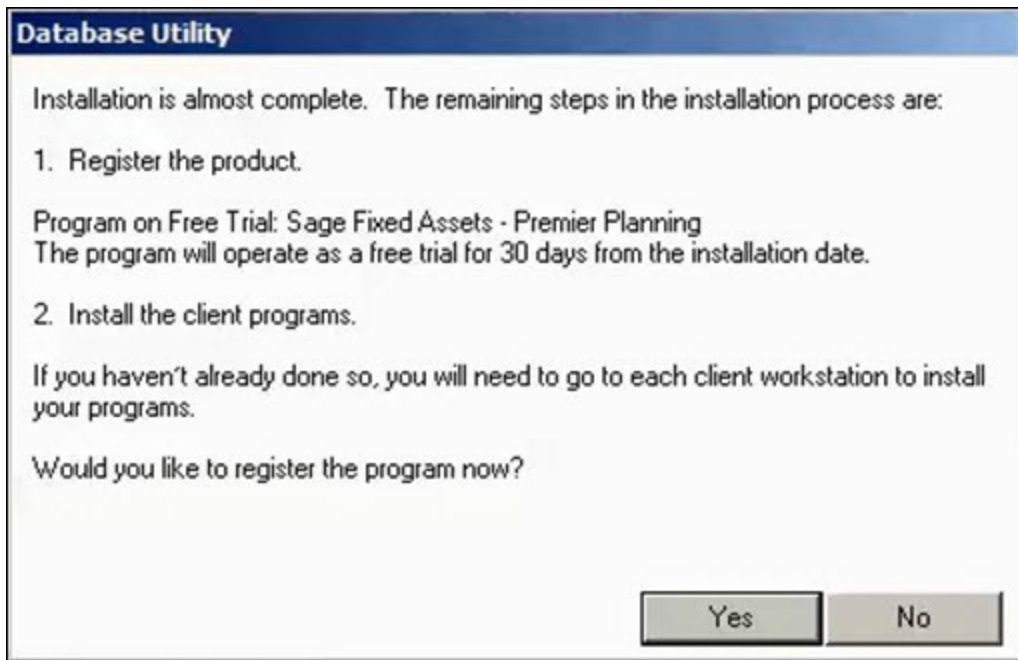 Database Utility
Installation is almost complete.  The remaining steps in the installation process are:
1.  Register the product.
Program on Free Trial: Sage Fixed Assets - Premier Planning
The program will operate as a free trial for 30 days from the installation date.
2.  Install the client programs.
If you haven't already done so, you will need to go to each client workstation to install
your programs.
Would you like to register the program now?
Yes
No